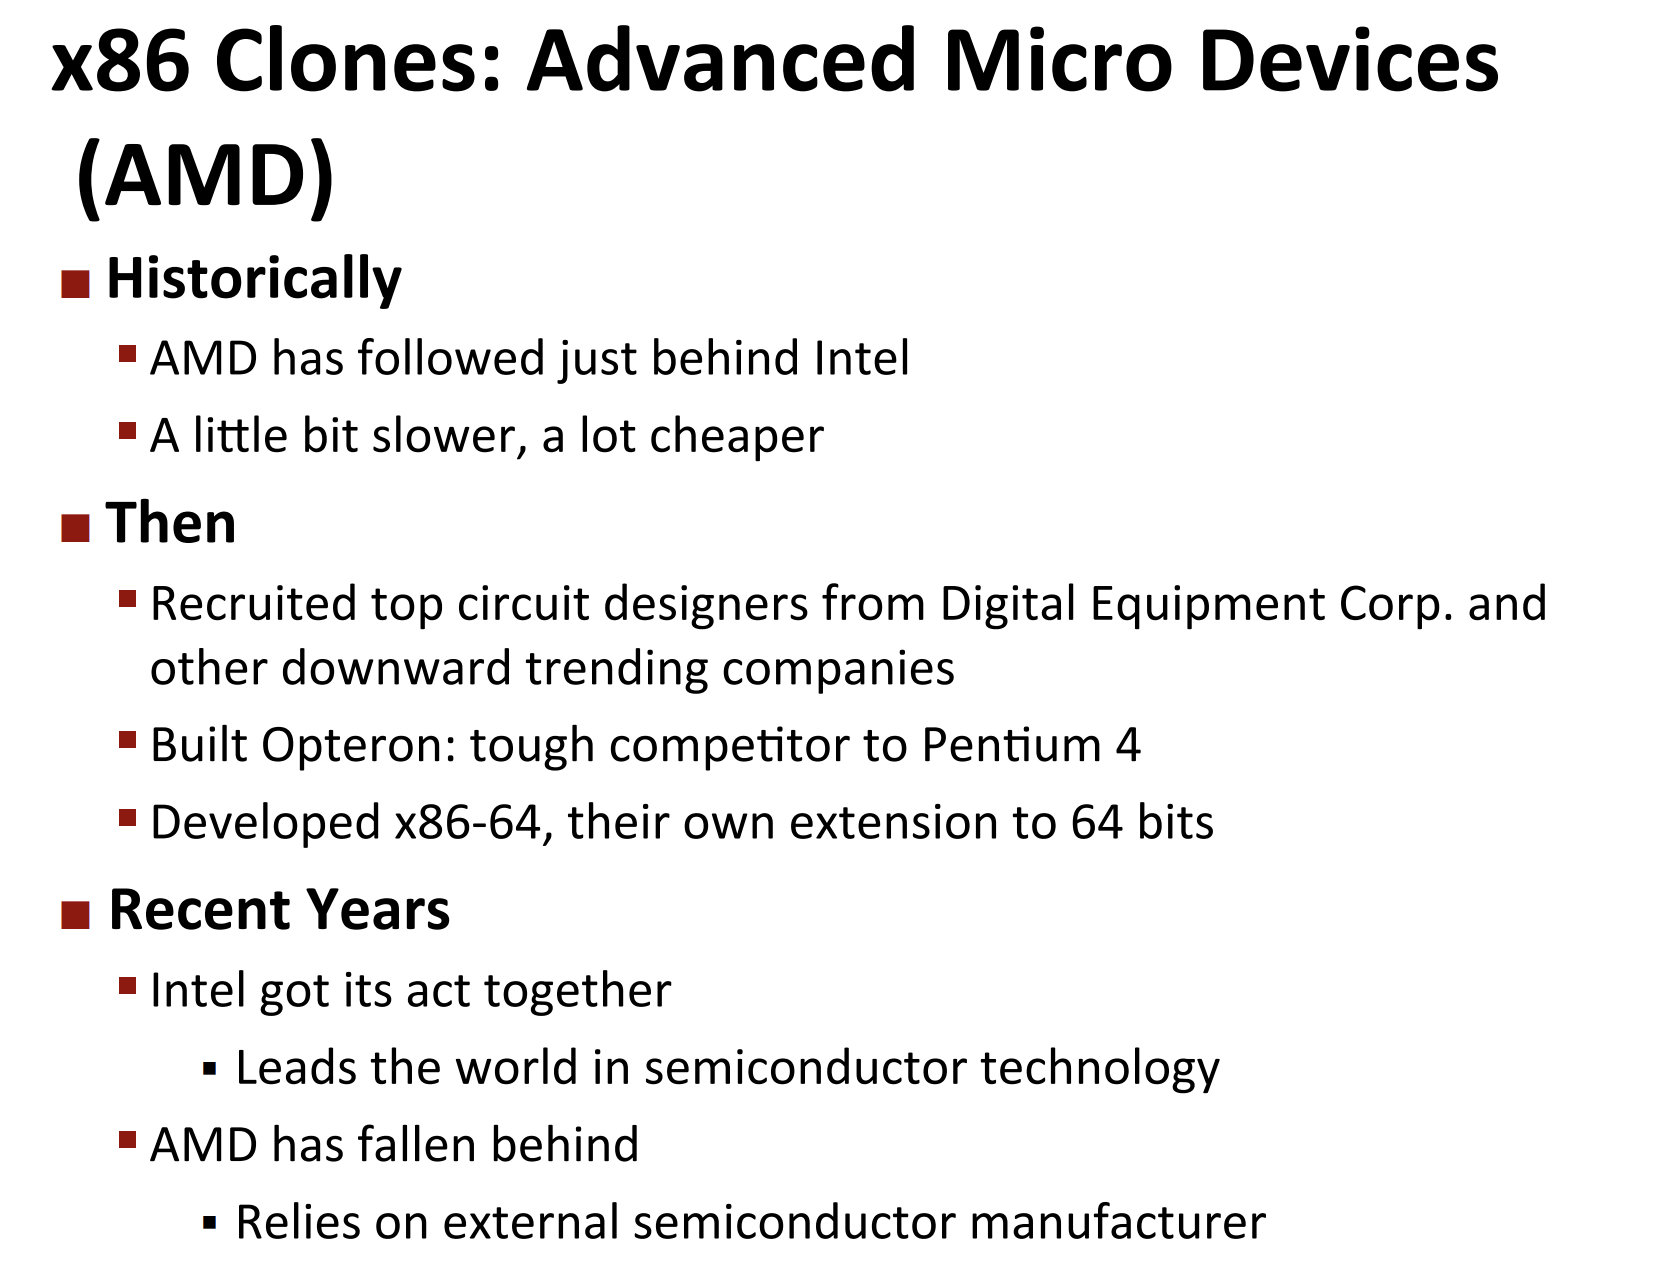 x86 Clones: Advanced Micro Devices
(AMD)
Historically
AMD has followed just behind Intel
A little bit slower, a lot cheaper
Then
Recruited top circuit designers from Digital Equipment Corp. and
other downward trending companies
Built Opteron: tough competitor to Pentium 4
Developed x86-64, their own extension to 64 bits
Recent Years
Intel got its act together
Leads the world in semiconductor technology
AMD has fallen behind
Relies on external semiconductor manufacturer